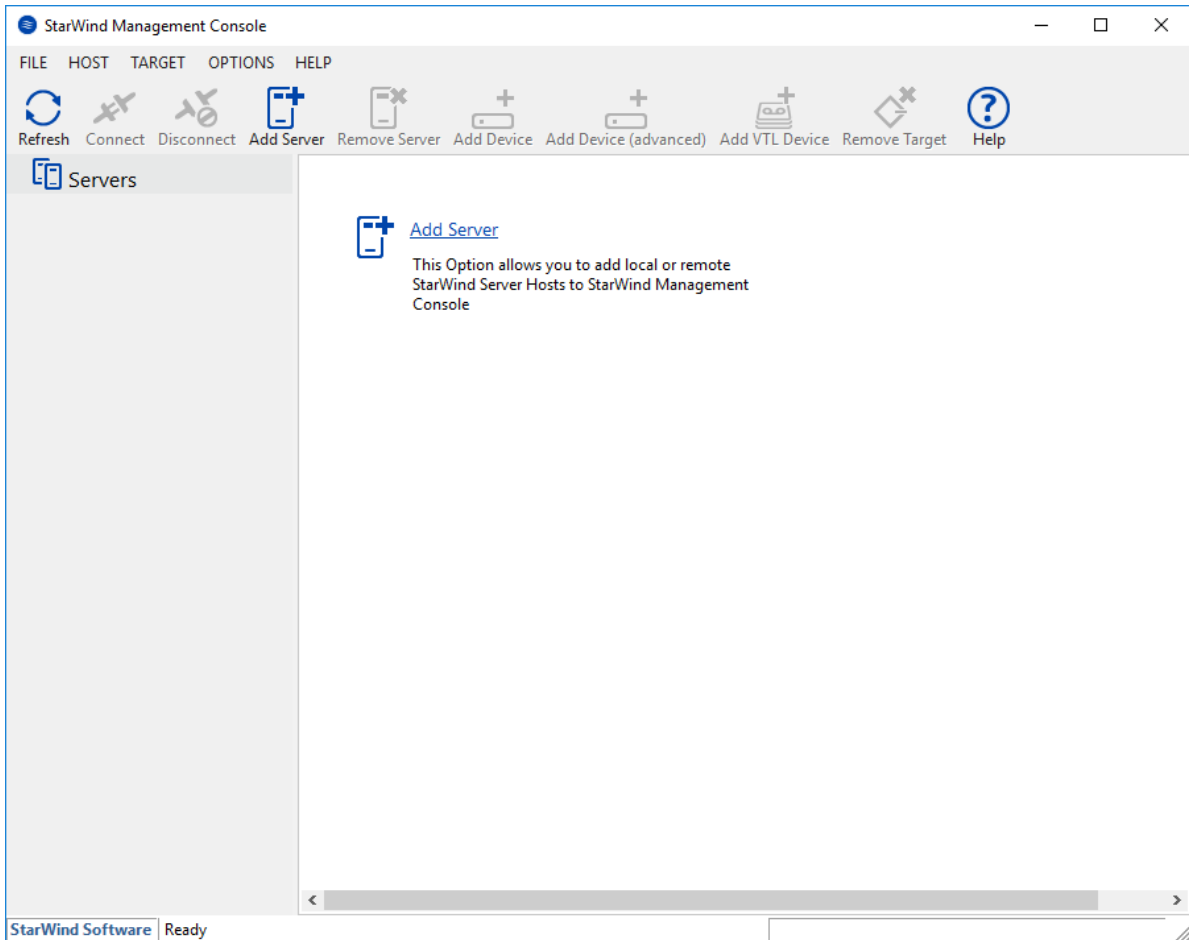 StarWind Management Console
FILE HOST TARGET OPTIONS HELP
Refresh Connect Disconnect Add Server Remove Server Add Device Add Device (advanced) Add VTL Device Remove Target Help
Servers
Add Server
This Option allows you to add local or remote
StarWind Server Hosts to StarWind Management
Console
StarWind Software Ready